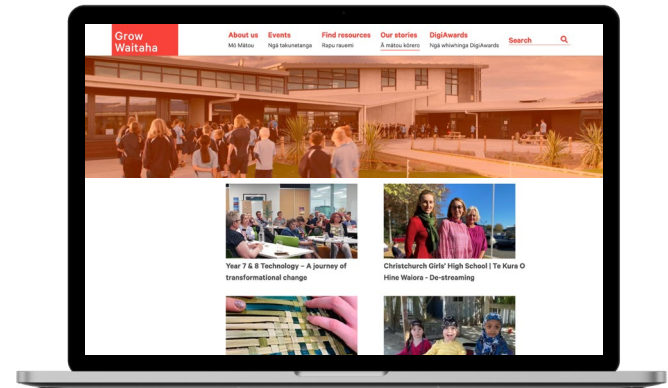 Grow
Waitaha
About us Events Find resources Our stories DigiAwards
Mō Mātou Ngā takunetanga Rapu rauemi Ā mātou kōrero Ngā whiwhinga DigiAwards
Search
Year 7 & 8 Technology – A journey of
transformational change
Christchurch Girls' High School | Te Kura O
Hine Waiora - De-streaming